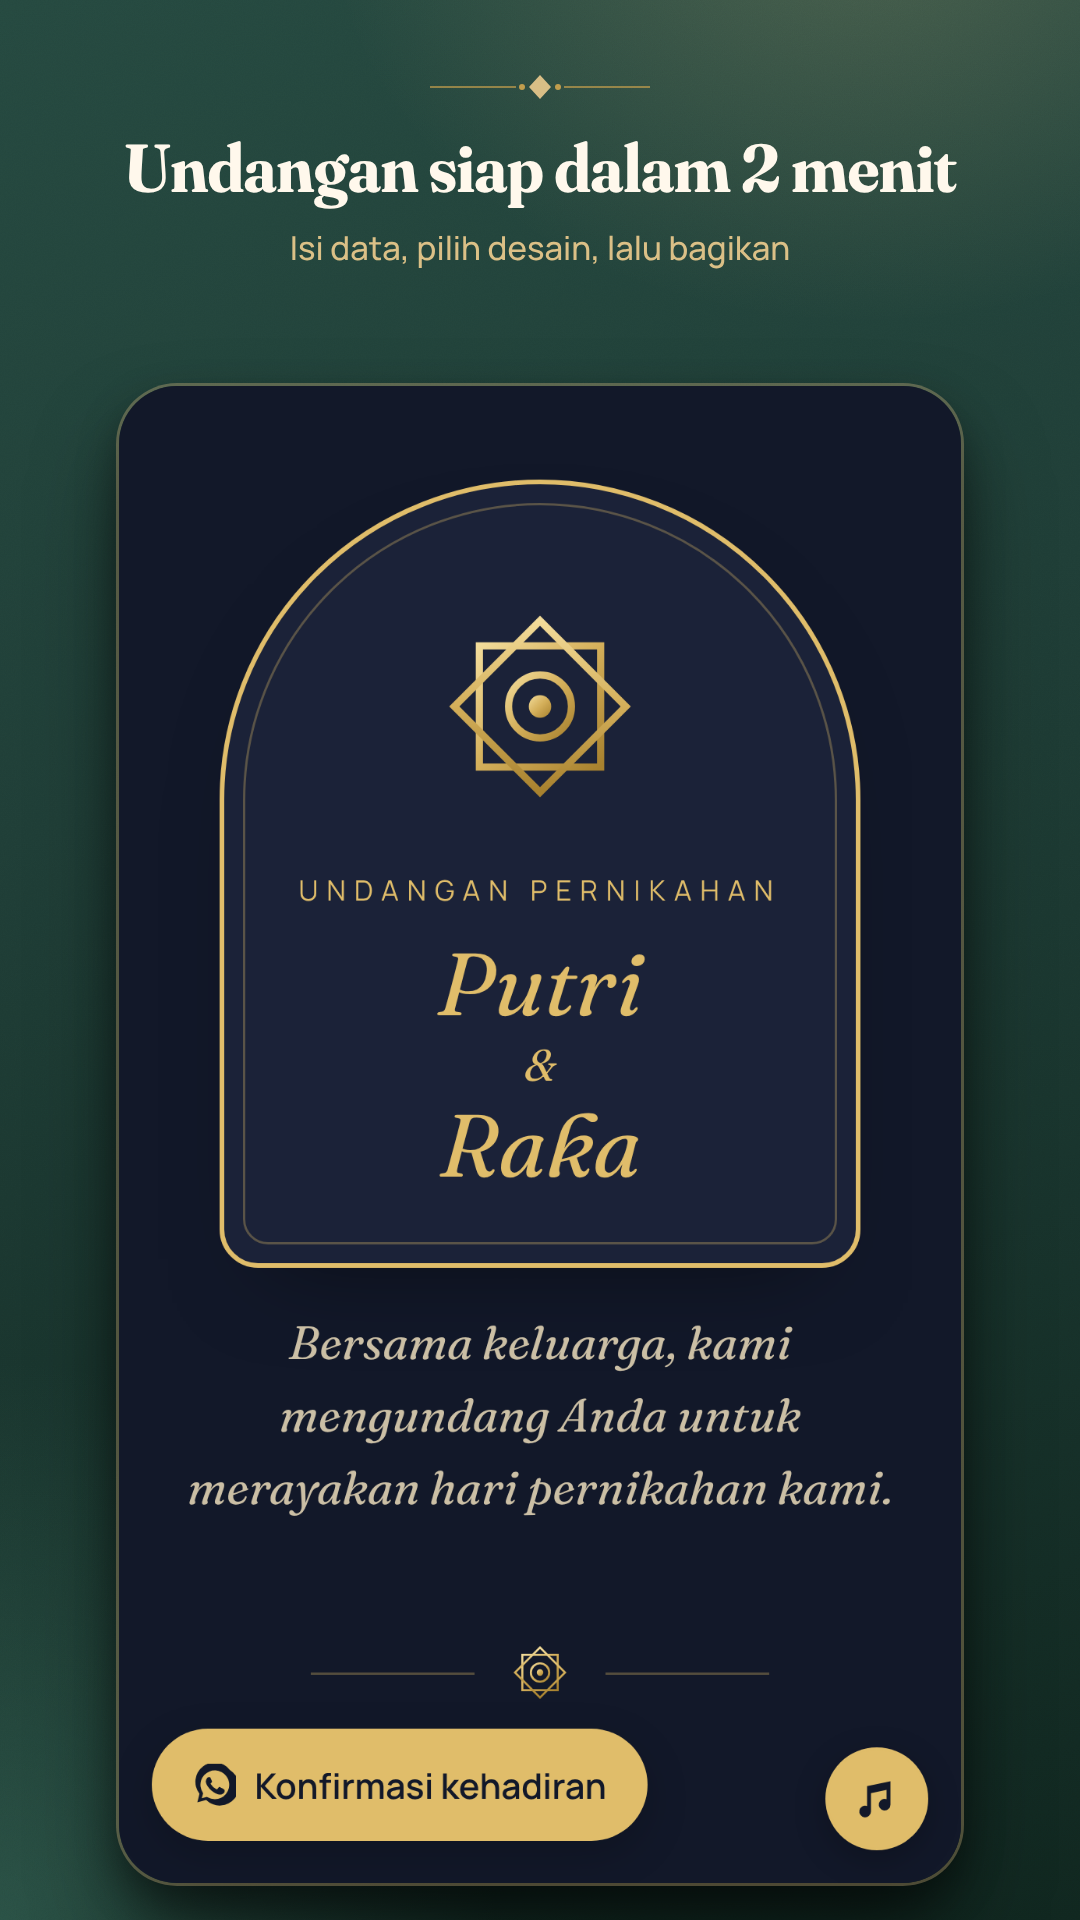 Undangan siap dalam 2 menit
Isi data, pilih desain, lalu bagikan
UNDANGAN PERNIKAHAN
Putri
&
Raka
Bersama keluarga, kami
mengundang Anda untuk
merayakan hari pernikahan kami.
Konfirmasi kehadiran